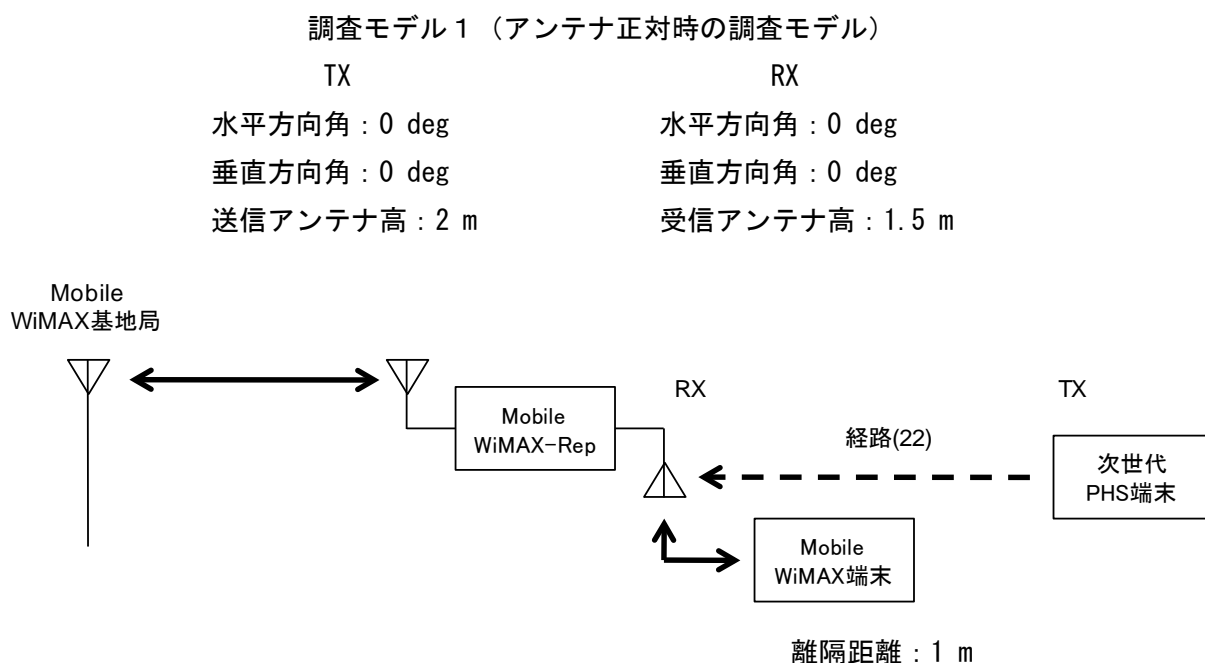 調査モデル１（アンテナ正対時の調査モデル）
TX
水平方向角：0 deg
垂直方向角：0 deg
送信アンテナ高：2 m
RX
水平方向角：0 deg
垂直方向角：0 deg
受信アンテナ高：1.5 m
Mobile
WiMAX基地局
Mobile
WiMAX-Rep
RX
経路(22)
TX
次世代
PHS端末
Mobile
WiMAX端末
離隔距離：1 m